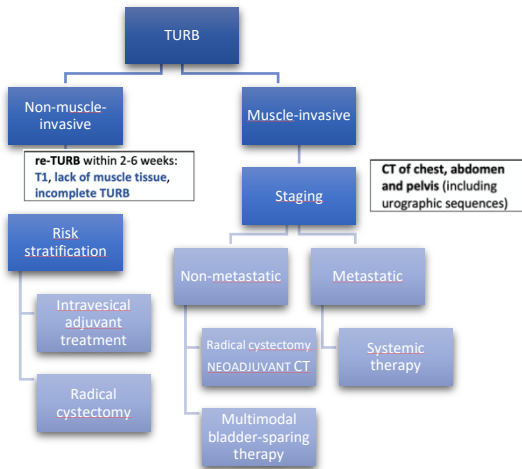 TURB
Non-muscle-
invasive
Muscle-invasive
re-TURB within 2-6 weeks:
T1, lack of muscle tissue,
incomplete TURB
CT of chest, abdomen
and pelvis (including
urographic sequences)
Staging
Risk
stratification
Non-metastatic
Metastatic
Intravesical
adjuvant
treatment
Radical cystectomy
NEOADJUVANT CT
Systemic
therapy
Radical
cystectomy
Multimodal
bladder-sparing
therapy